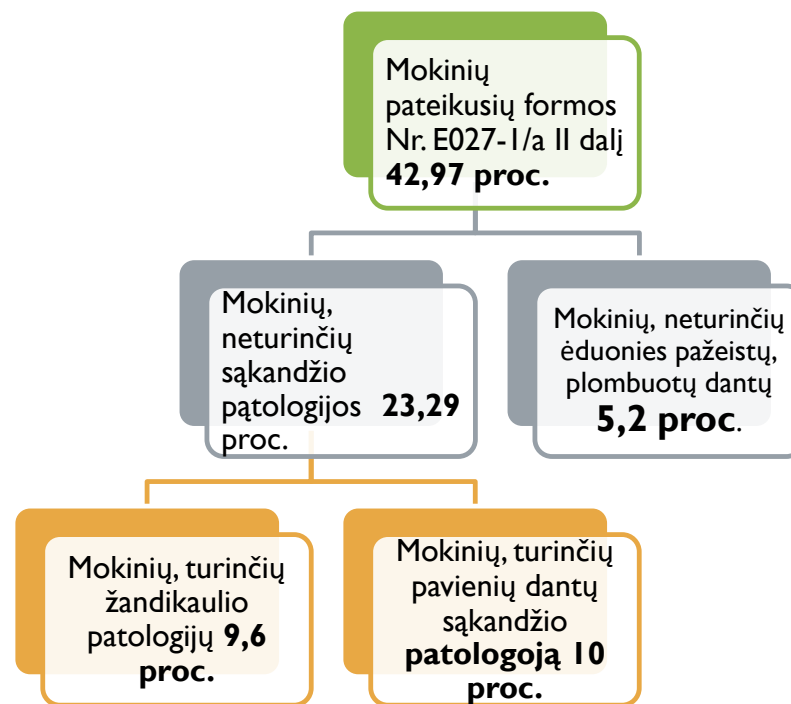 Mokinių
pateikusių formos
Nr. E027-1/a II dalį
42,97 proc.
Mokinių,
neturinčių
sąkandžio
pątologijos 23,29
proc.
Mokinių, neturinčių
ėduonies pažeistų,
plombuotų dantų
5,2 proc.
Mokinių, turinčių
žandikaulio
patologijų 9,6
proc.
Mokinių, turinčių
pavienių dantų
sąkandžio
patologoją 10
proc.